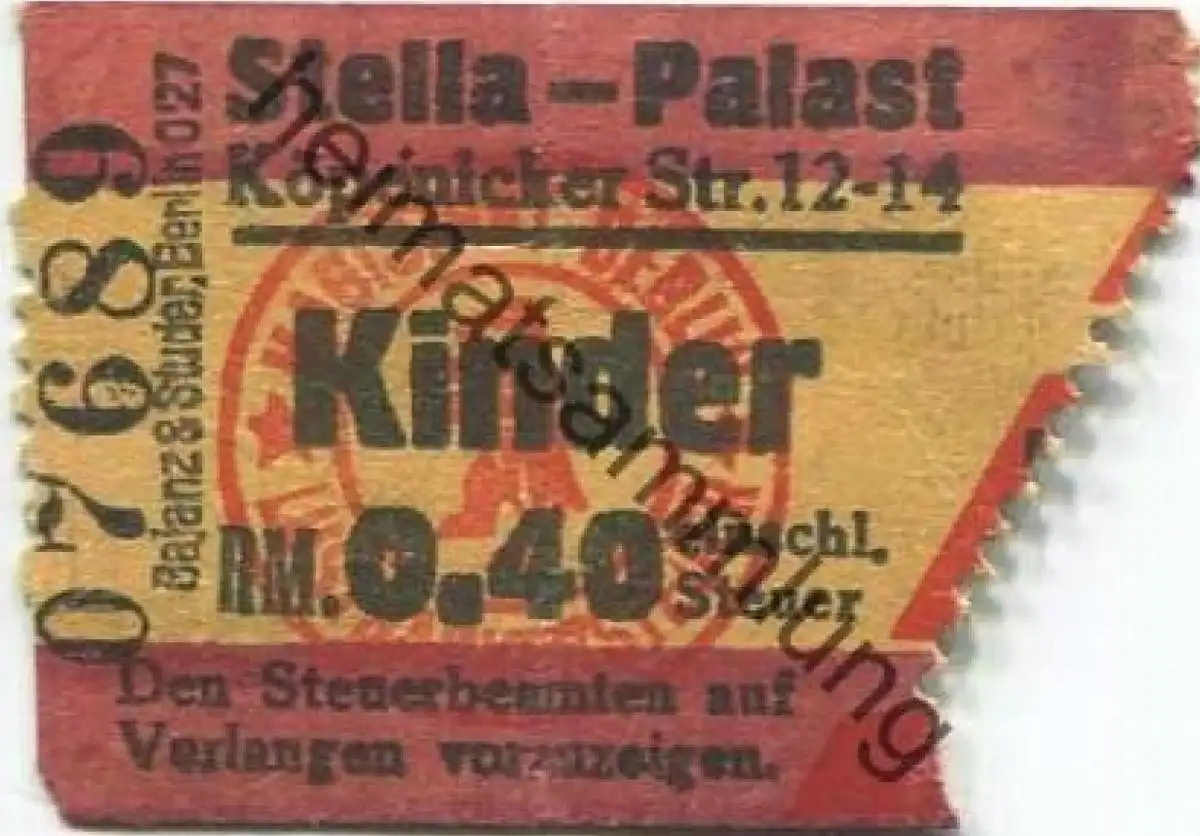 Stella-Palast
Köpenicker Str. 12-14
Kinder
RM. 0.40 einschl.
Steuer
Den Steuerbeamten auf
Verlangen vorzuzeigen.
07689
Bajanz & Studer, Berlin O27
heimatsammlung
BERLIN